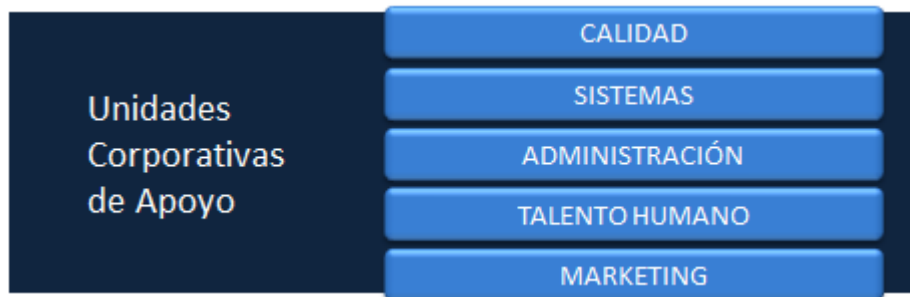 Unidades
Corporativas
de Apoyo
CALIDAD
SISTEMAS
ADMINISTRACIÓN
TALENTO HUMANO
MARKETING